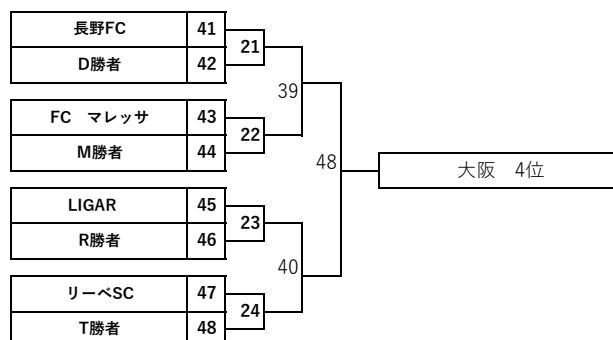 長野FC 41
21
D勝者 42
39
FC マレッサ 43
22
M勝者 44
48
大阪 4位
LIGAR 45
23
R勝者 46
40
リーベSC 47
24
T勝者 48